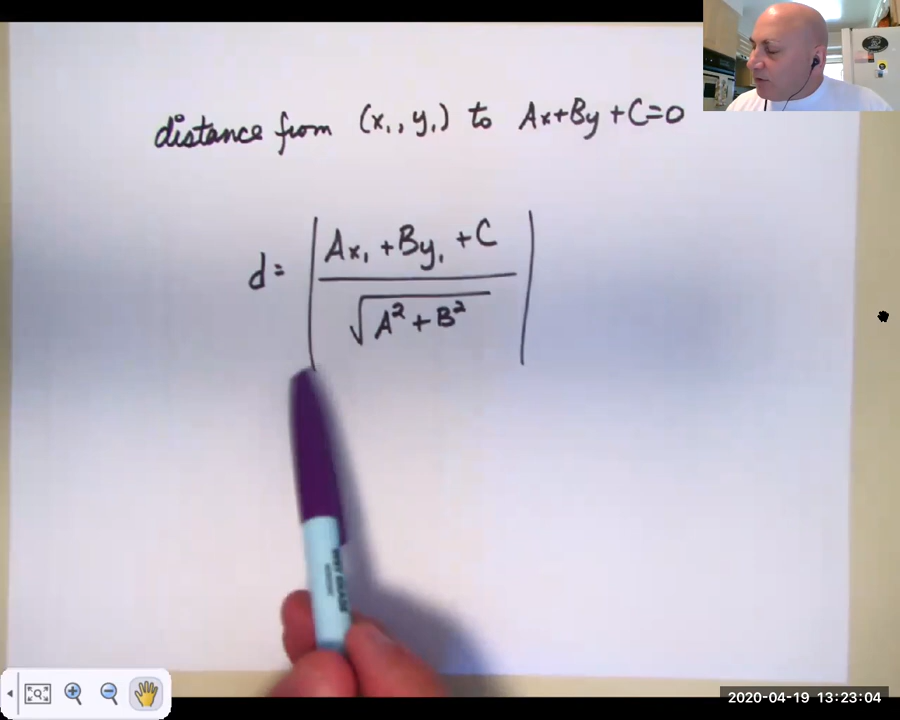 distance from (x₁, y₁) to Ax+By+C=0
d = | Ax₁ + By₁ + C
√A² + B² |
2020-04-19 13:23:04